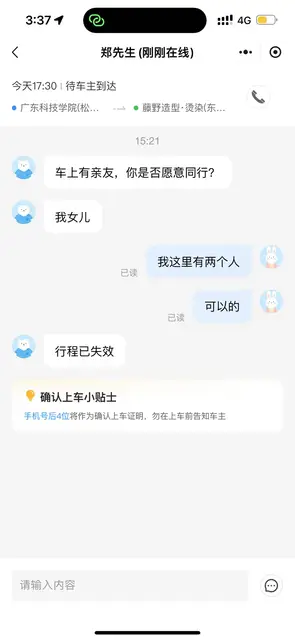 3:37
4G
郑先生 (刚刚在线)
今天17:30 | 待车主到达
广东科技学院(松... 藤野造型·烫染(东...
15:21
车上有亲友，你是否愿意同行？
我女儿
我这里有两个人
已读
可以的
已读
行程已失效
确认上车小贴士
手机号后4位将作为确认上车证明，勿在上车前告知车主
请输入内容